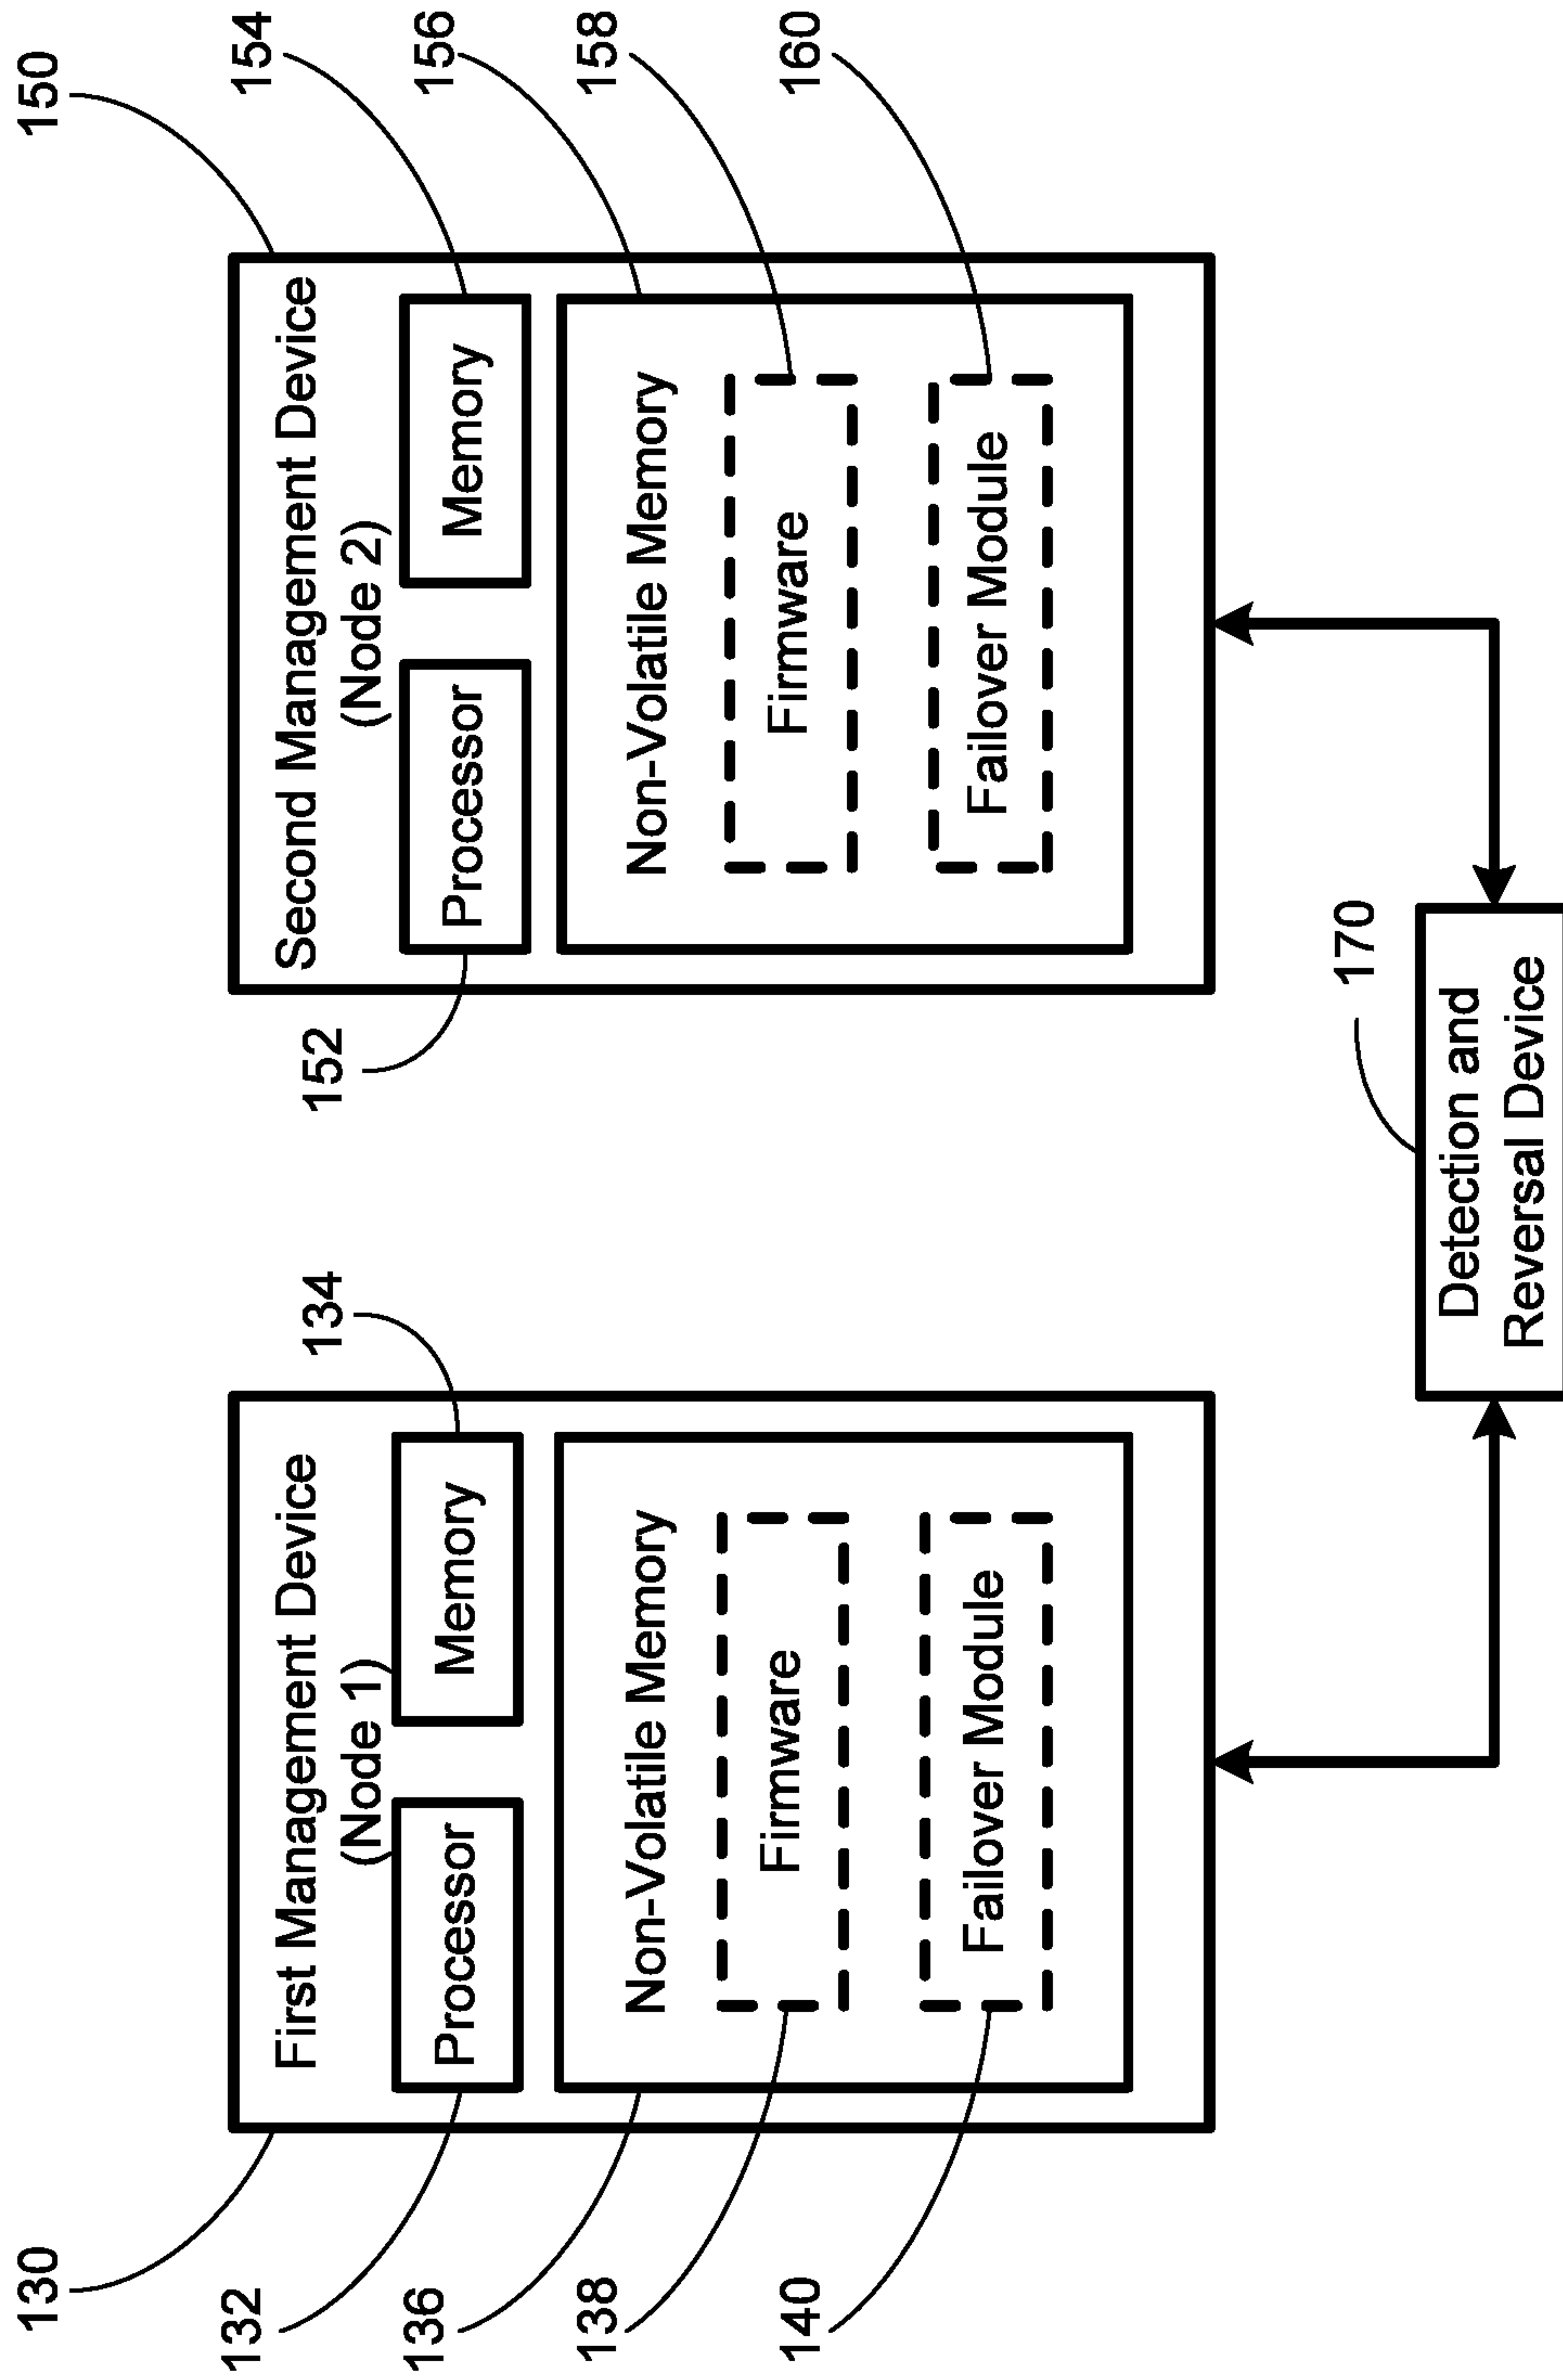 130
First Management Device
(Node 1)
132
Processor
Memory
134
136
Non-Volatile Memory
138
Firmware
140
Failover Module
150
Second Management Device
(Node 2)
152
Processor
Memory
154
156
Non-Volatile Memory
158
Firmware
160
Failover Module
170
Detection and
Reversal Device